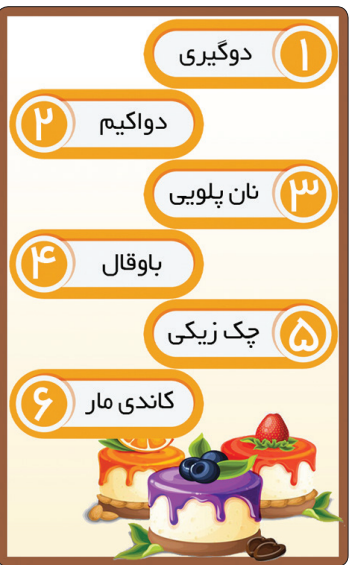 ۱ دوگیری
۲ دواکیم
۳ نان پلویی
۴ باوقال
۵ چک زیکی
۶ کاندی مار